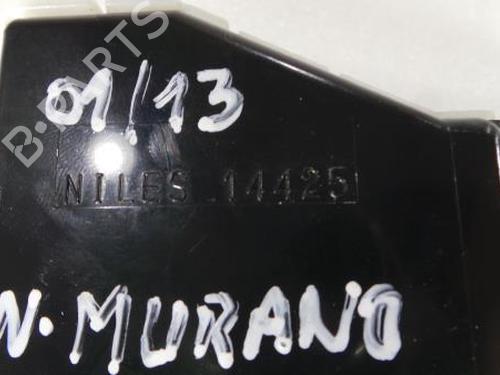 01/13
NILES 14425
N. MURANO
B-PARTS